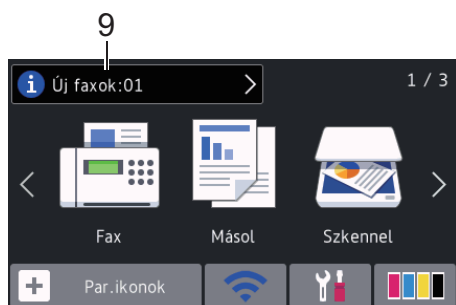 9
Új faxok:01
1 / 3
Fax Másol Szkennel
Par.ikonok